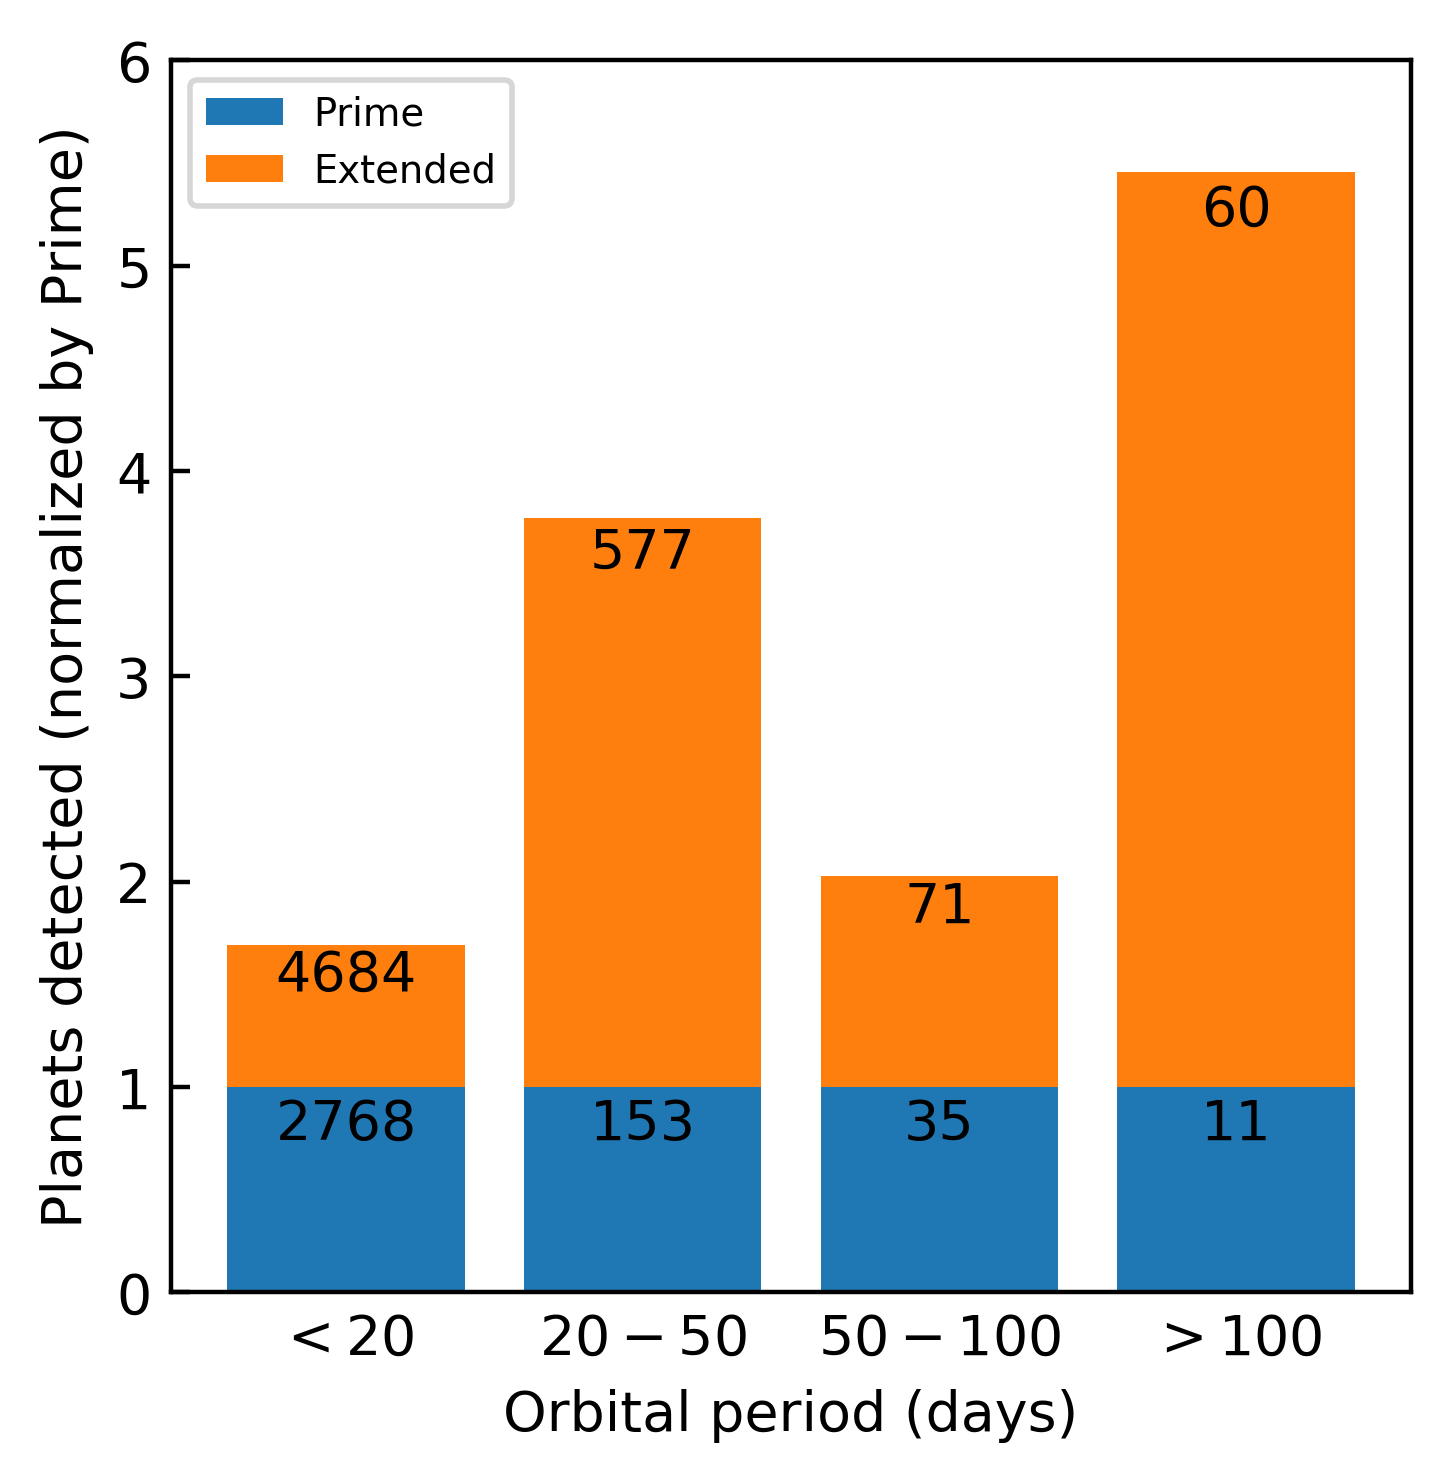 Planets detected (normalized by Prime)
6
5
4
3
2
1
0
Prime
Extended
4684
2768
577
153
71
35
60
11
< 20
20 − 50
50 − 100
> 100
Orbital period (days)